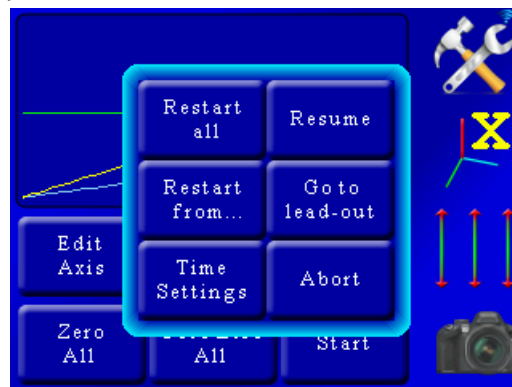 Restart
all
Resume
Restart
from...
Go to
lead-out
Time
Settings
Abort
X
Edit
Axis
Zero
All
All
Start